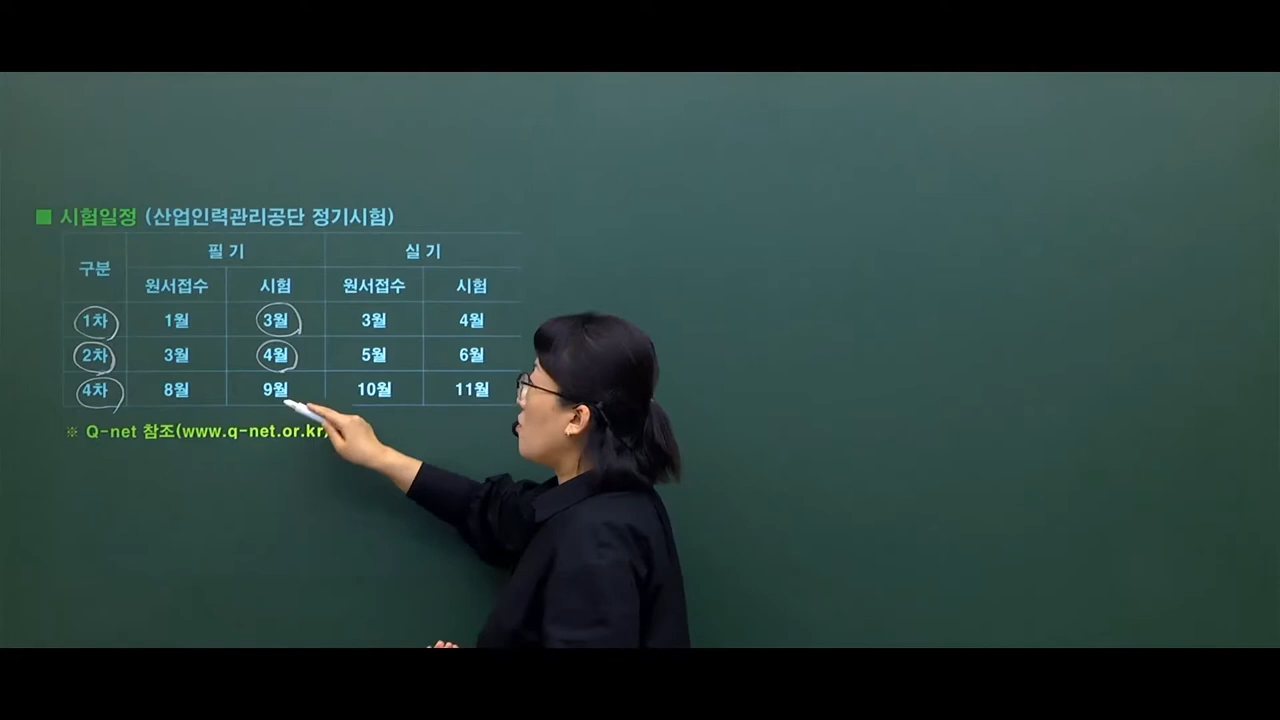 ■ 시험일정 (산업인력관리공단 정기시험)
구분 필 기 실 기
원서접수 시험 원서접수 시험
1차 1월 3월 3월 4월
2차 3월 4월 5월 6월
4차 8월 9월 10월 11월
※ Q-net 참조(www.q-net.or.kr)